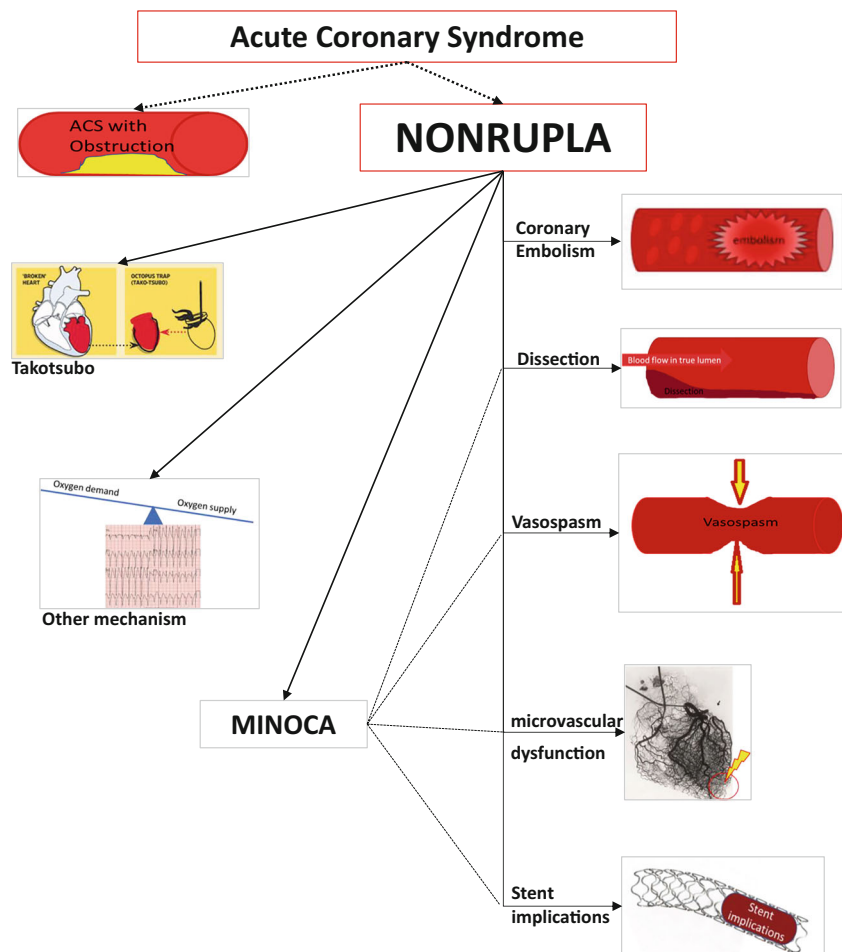 Acute Coronary Syndrome
ACS with
Obstruction
NONRUPLA
Coronary
Embolism
embolism
'BROKEN'
HEART
OCTOPUS TRAP
(TAKO-TSUBO)
Takotsubo
Dissection
Blood flow in true lumen
Dissection
Oxygen demand
Oxygen supply
Other mechanism
Vasospasm
Vasospasm
MINOCA
microvascular
dysfunction
Stent
implications
Stent
implications